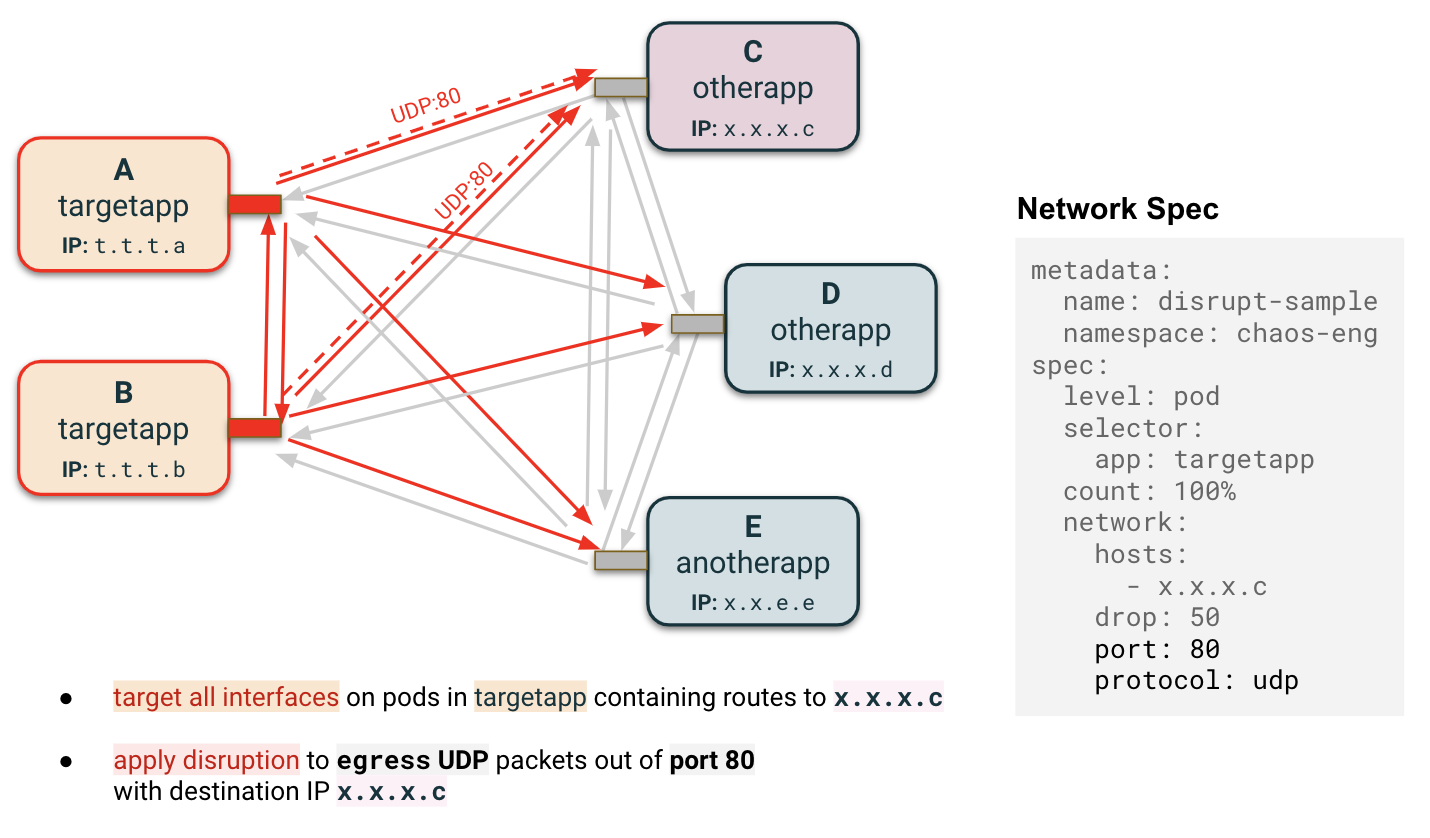 C
otherapp
IP: x.x.x.c
UDP:80
A
targetapp
IP: t.t.t.a
UDP:80
D
otherapp
IP: x.x.x.d
B
targetapp
IP: t.t.t.b
E
anotherapp
IP: x.x.e.e
Network Spec
metadata:
  name: disrupt-sample
  namespace: chaos-eng
spec:
  level: pod
  selector:
    app: targetapp
  count: 100%
  network:
    hosts:
      - x.x.x.c
    drop: 50
    port: 80
    protocol: udp
● target all interfaces on pods in targetapp containing routes to x.x.x.c
● apply disruption to egress UDP packets out of port 80
with destination IP x.x.x.c